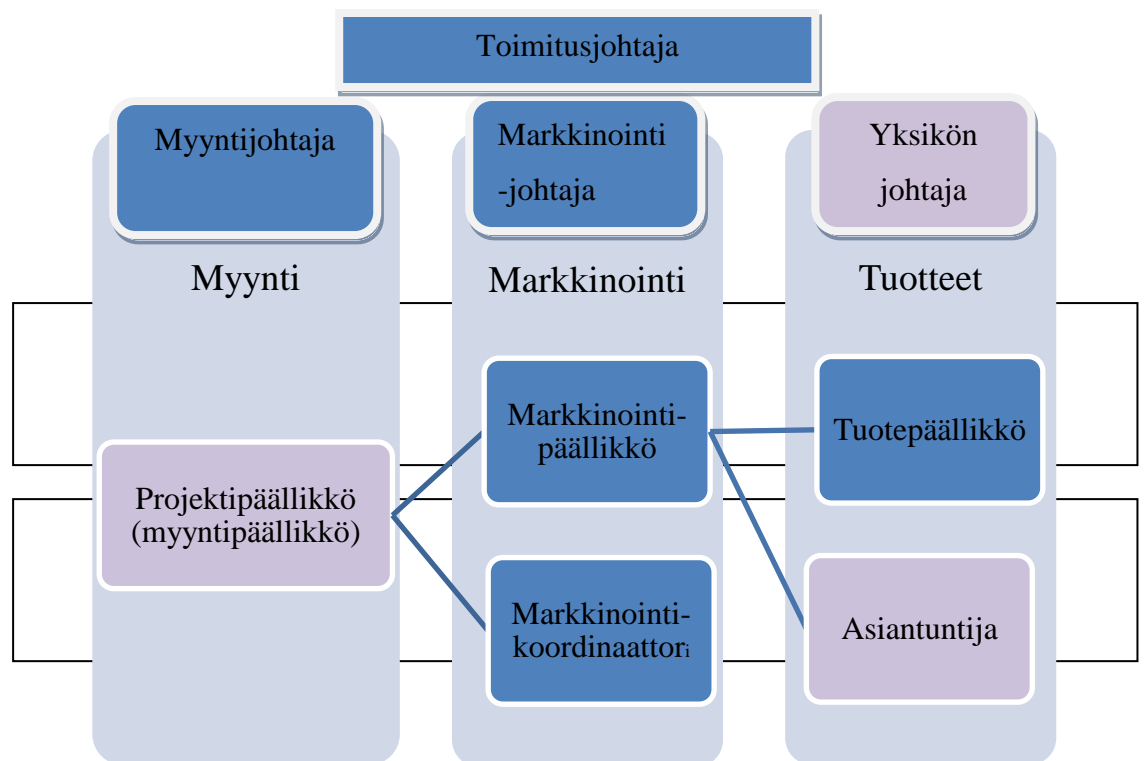 Toimitusjohtaja
Myyntijohtaja
Markkinointi
-johtaja
Yksikön
johtaja
Myynti
Markkinointi
Tuotteet
Markkinointi-
päällikkö
Tuotepäällikkö
Projektipäällikkö
(myyntipäällikkö)
Markkinointi-
koordinaattori
Asiantuntija